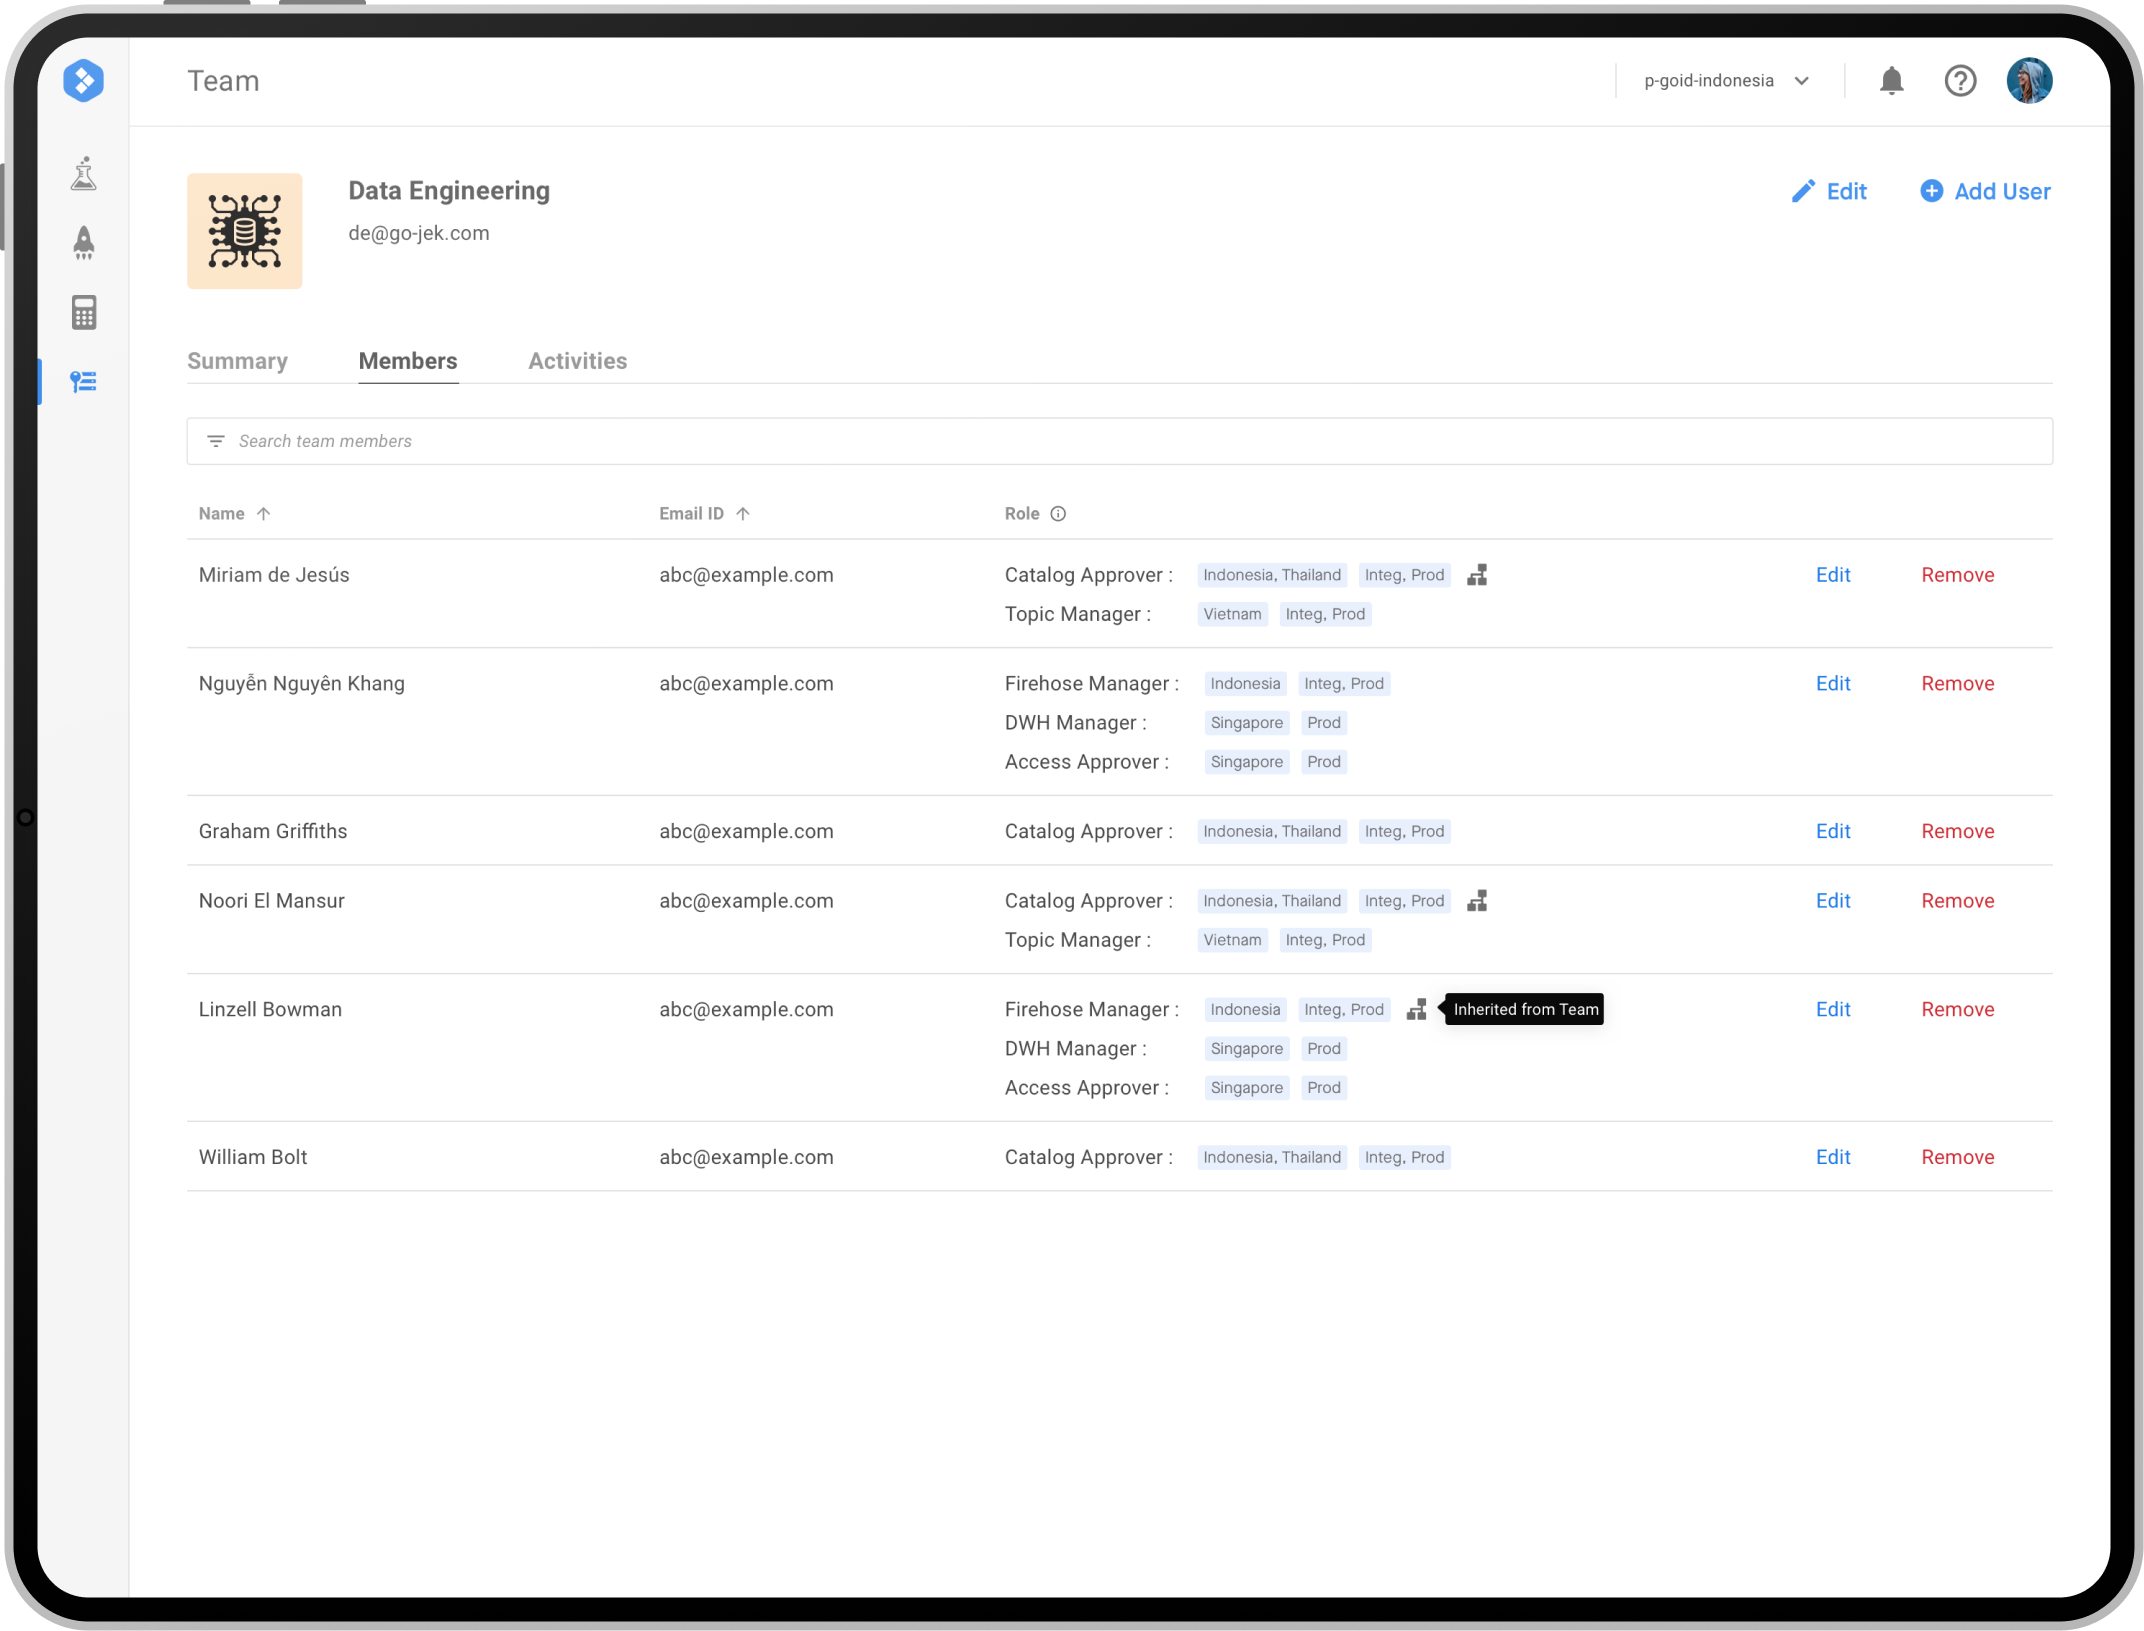 Team
p-goid-indonesia
Data Engineering
de@go-jek.com
Edit
Add User
Summary
Members
Activities
Search team members
Name
Email ID
Role
Miriam de Jesús
abc@example.com
Catalog Approver :
Indonesia, Thailand
Integ, Prod
Edit
Remove
Topic Manager :
Vietnam
Integ, Prod
Nguyễn Nguyên Khang
abc@example.com
Firehose Manager :
Indonesia
Integ, Prod
Edit
Remove
DWH Manager :
Singapore
Prod
Access Approver :
Singapore
Prod
Graham Griffiths
abc@example.com
Catalog Approver :
Indonesia, Thailand
Integ, Prod
Edit
Remove
Noori El Mansur
abc@example.com
Catalog Approver :
Indonesia, Thailand
Integ, Prod
Edit
Remove
Topic Manager :
Vietnam
Integ, Prod
Linzell Bowman
abc@example.com
Firehose Manager :
Indonesia
Integ, Prod
Inherited from Team
Edit
Remove
DWH Manager :
Singapore
Prod
Access Approver :
Singapore
Prod
William Bolt
abc@example.com
Catalog Approver :
Indonesia, Thailand
Integ, Prod
Edit
Remove